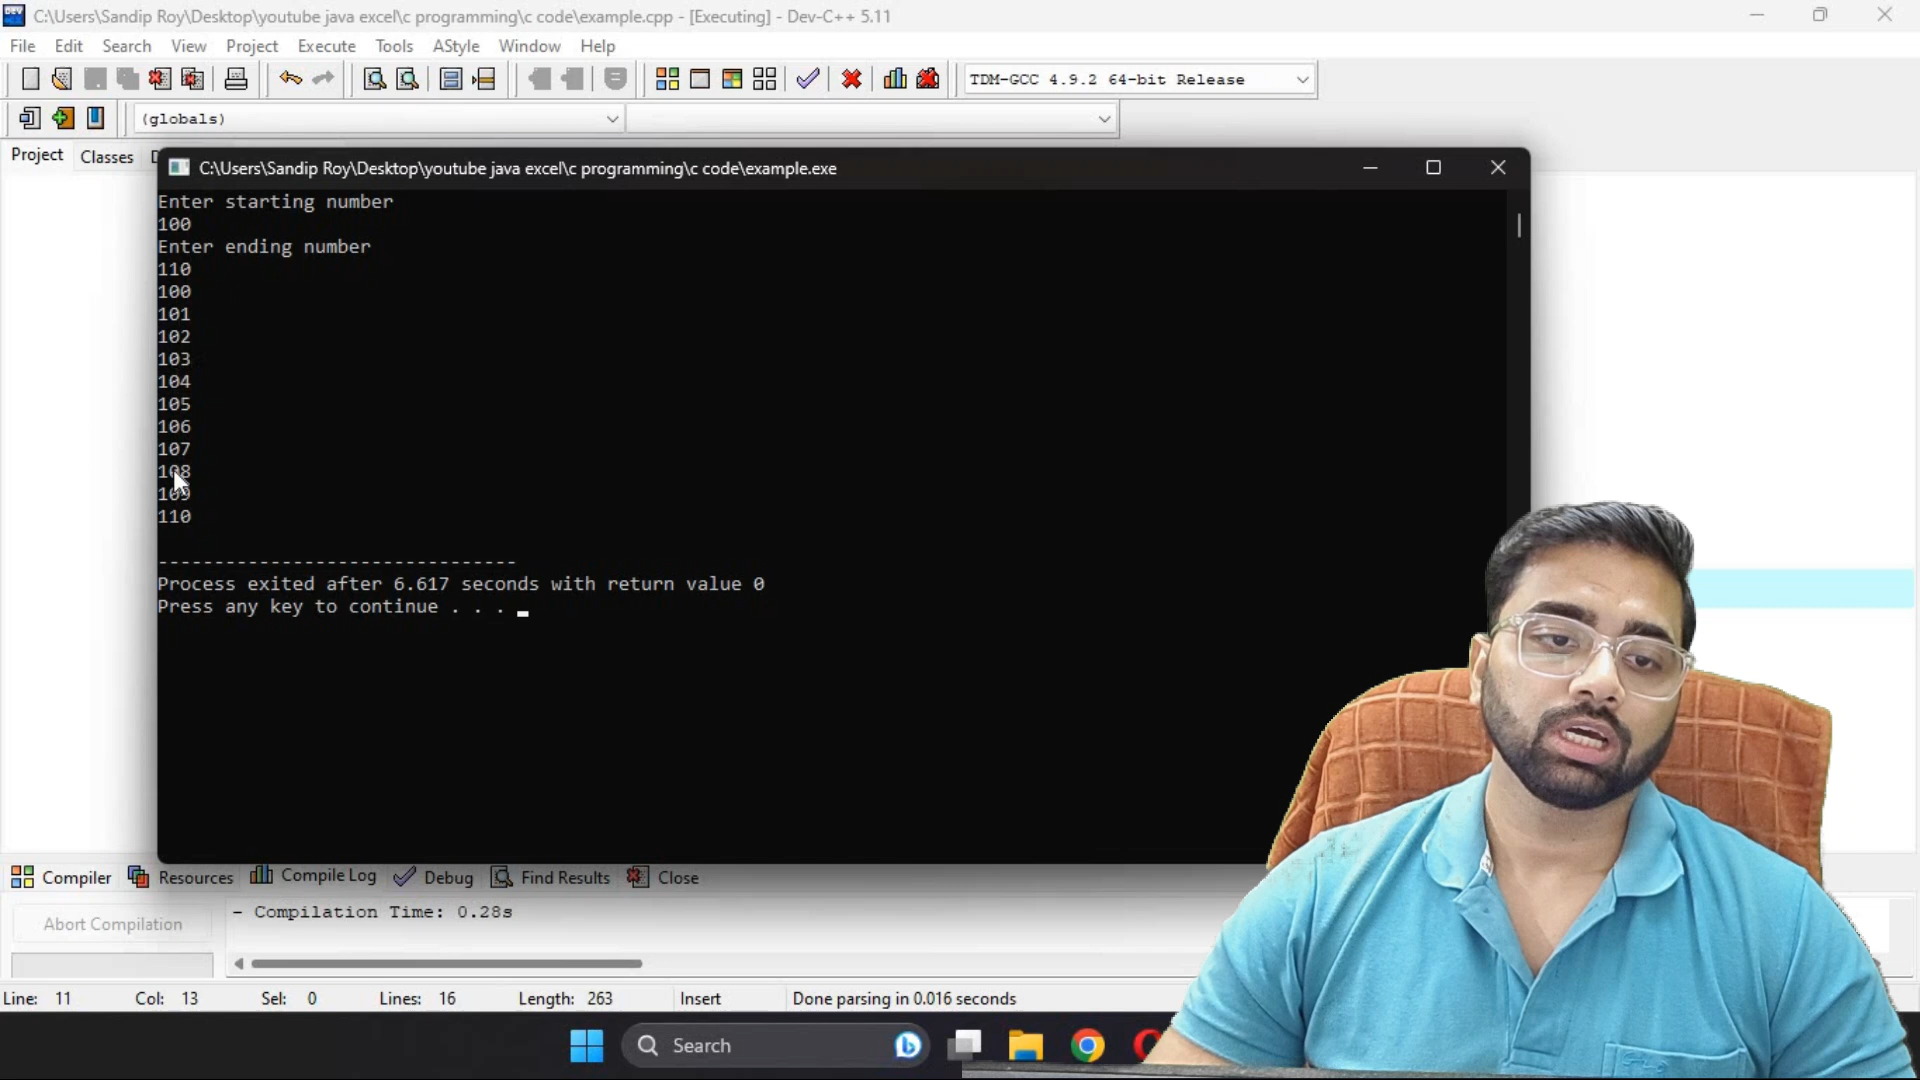 C:\Users\Sandip Roy\Desktop\youtube java excel\c programming\c code\example.cpp - [Executing] - Dev-C++ 5.11
File Edit Search View Project Execute Tools AStyle Window Help
TDM-GCC 4.9.2 64-bit Release
(globals)
Project Classes D
C:\Users\Sandip Roy\Desktop\youtube java excel\c programming\c code\example.exe
Enter starting number
100
Enter ending number
110
100
101
102
103
104
105
106
107
108
109
110
--------------------------------
Process exited after 6.617 seconds with return value 0
Press any key to continue . . .
Compiler Resources Compile Log Debug Find Results Close
Abort Compilation
- Compilation Time: 0.28s
Line: 11 Col: 13 Sel: 0 Lines: 16 Length: 263 Insert Done parsing in 0.016 seconds
Search